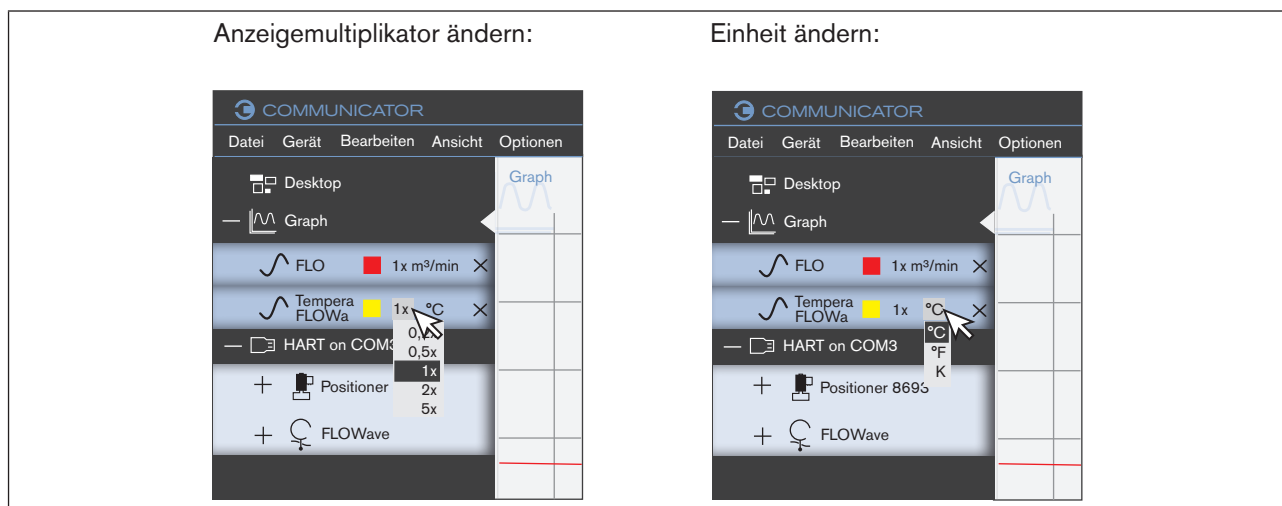 Anzeigemultiplikator ändern:
COMMUNICATOR
Datei Gerät Bearbeiten Ansicht Optionen
Desktop
Graph
Graph
FLO 1x m³/min
Tempera
FLOWa 1x °C
0,5x
1x
2x
5x
HART on COM3
Positioner
FLOWave
Einheit ändern:
COMMUNICATOR
Datei Gerät Bearbeiten Ansicht Optionen
Desktop
Graph
Graph
FLO 1x m³/min
Tempera
FLOWa 1x °C
°C
°F
K
HART on COM3
Positioner 8693
FLOWave